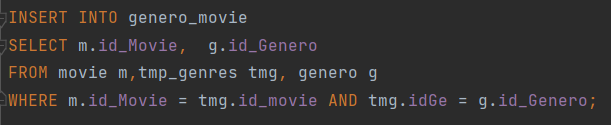 INSERT INTO genero_movie
SELECT m.id_Movie,  g.id_Genero
FROM movie m,tmp_genres tmg, genero g
WHERE m.id_Movie = tmg.id_movie AND tmg.idGe = g.id_Genero;